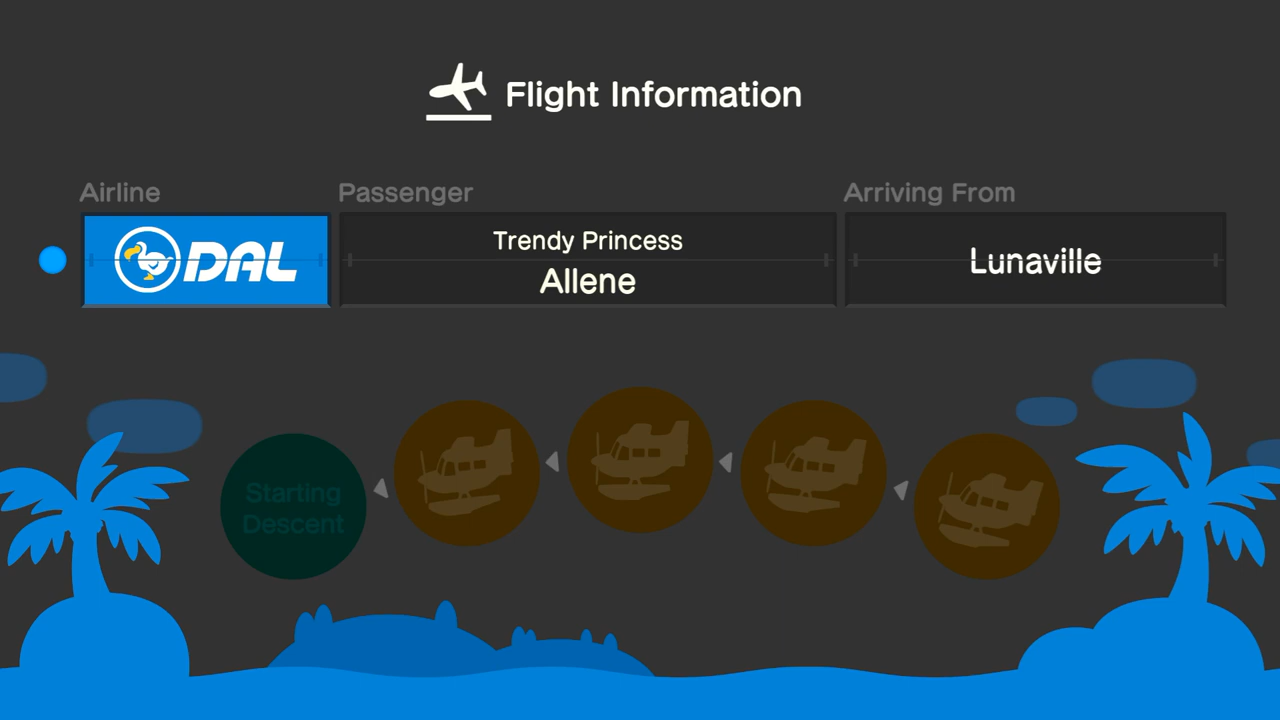 Flight Information
Airline
Passenger
Arriving From
DAL
Trendy Princess
Allene
Lunaville
Starting
Descent